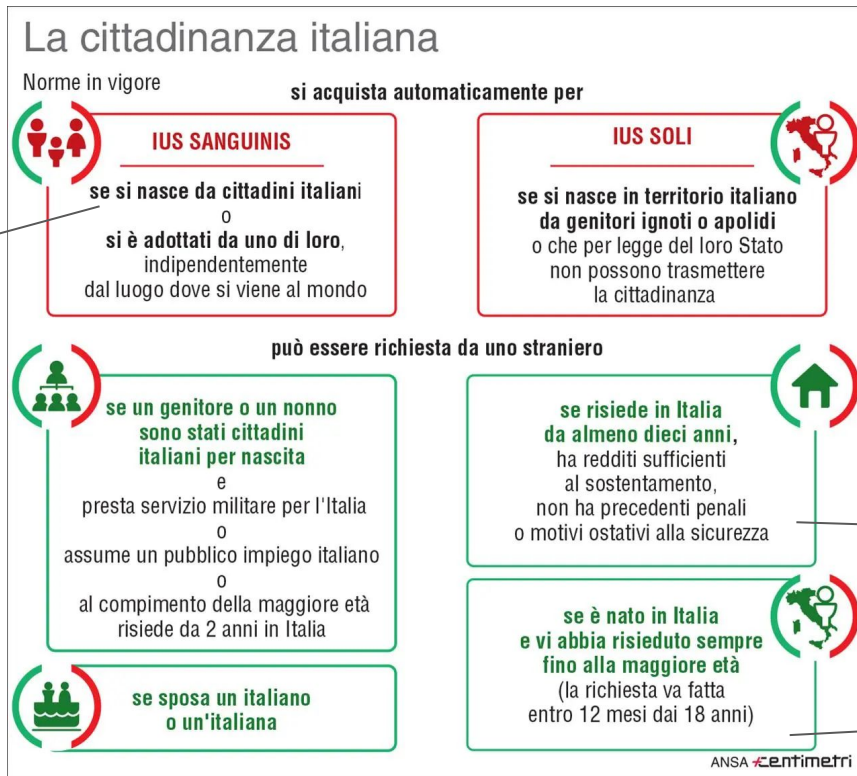 La cittadinanza italiana
Norme in vigore
si acquista automaticamente per
IUS SANGUINIS
se si nasce da cittadini italiani
o
si è adottati da uno di loro,
indipendentemente
dal luogo dove si viene al mondo
IUS SOLI
se si nasce in territorio italiano
da genitori ignoti o apolidi
o che per legge del loro Stato
non possono trasmettere
la cittadinanza
può essere richiesta da uno straniero
se un genitore o un nonno
sono stati cittadini
italiani per nascita
e
presta servizio militare per l'Italia
o
assume un pubblico impiego italiano
o
al compimento della maggiore età
risiede da 2 anni in Italia
se risiede in Italia
da almeno dieci anni,
ha redditi sufficienti
al sostentamento,
non ha precedenti penali
o motivi ostativi alla sicurezza
se sposa un italiano
o un'italiana
se è nato in Italia
e vi abbia risieduto sempre
fino alla maggiore età
(la richiesta va fatta
entro 12 mesi dai 18 anni)
ANSA centimetri